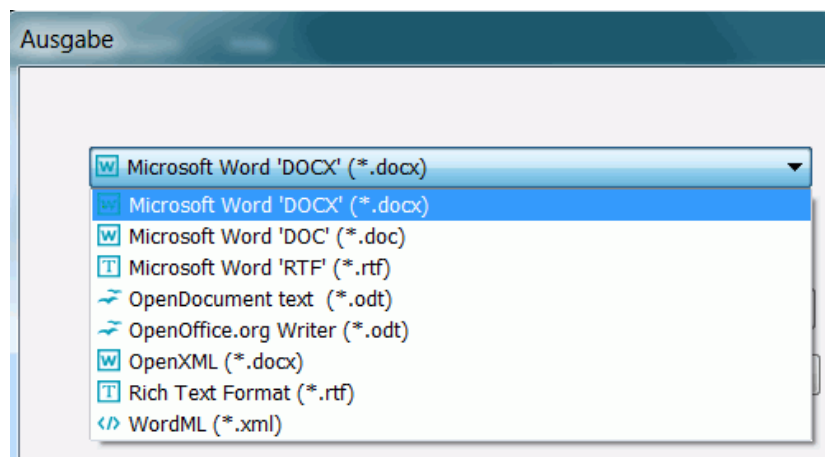 Ausgabe
Microsoft Word 'DOCX' (*.docx)
Microsoft Word 'DOCX' (*.docx)
Microsoft Word 'DOC' (*.doc)
Microsoft Word 'RTF' (*.rtf)
OpenDocument text (*.odt)
OpenOffice.org Writer (*.odt)
OpenXML (*.docx)
Rich Text Format (*.rtf)
WordML (*.xml)